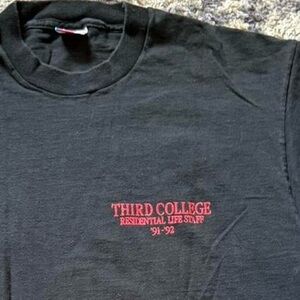 THIRD COLLEGE
RESIDENTIAL LIFE STAFF
'91-'92